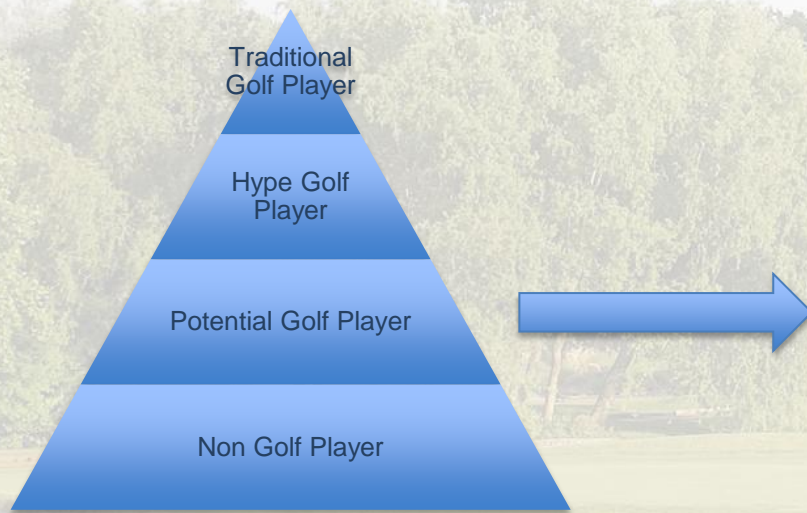 Traditional
Golf Player
Hype Golf
Player
Potential Golf Player
Non Golf Player